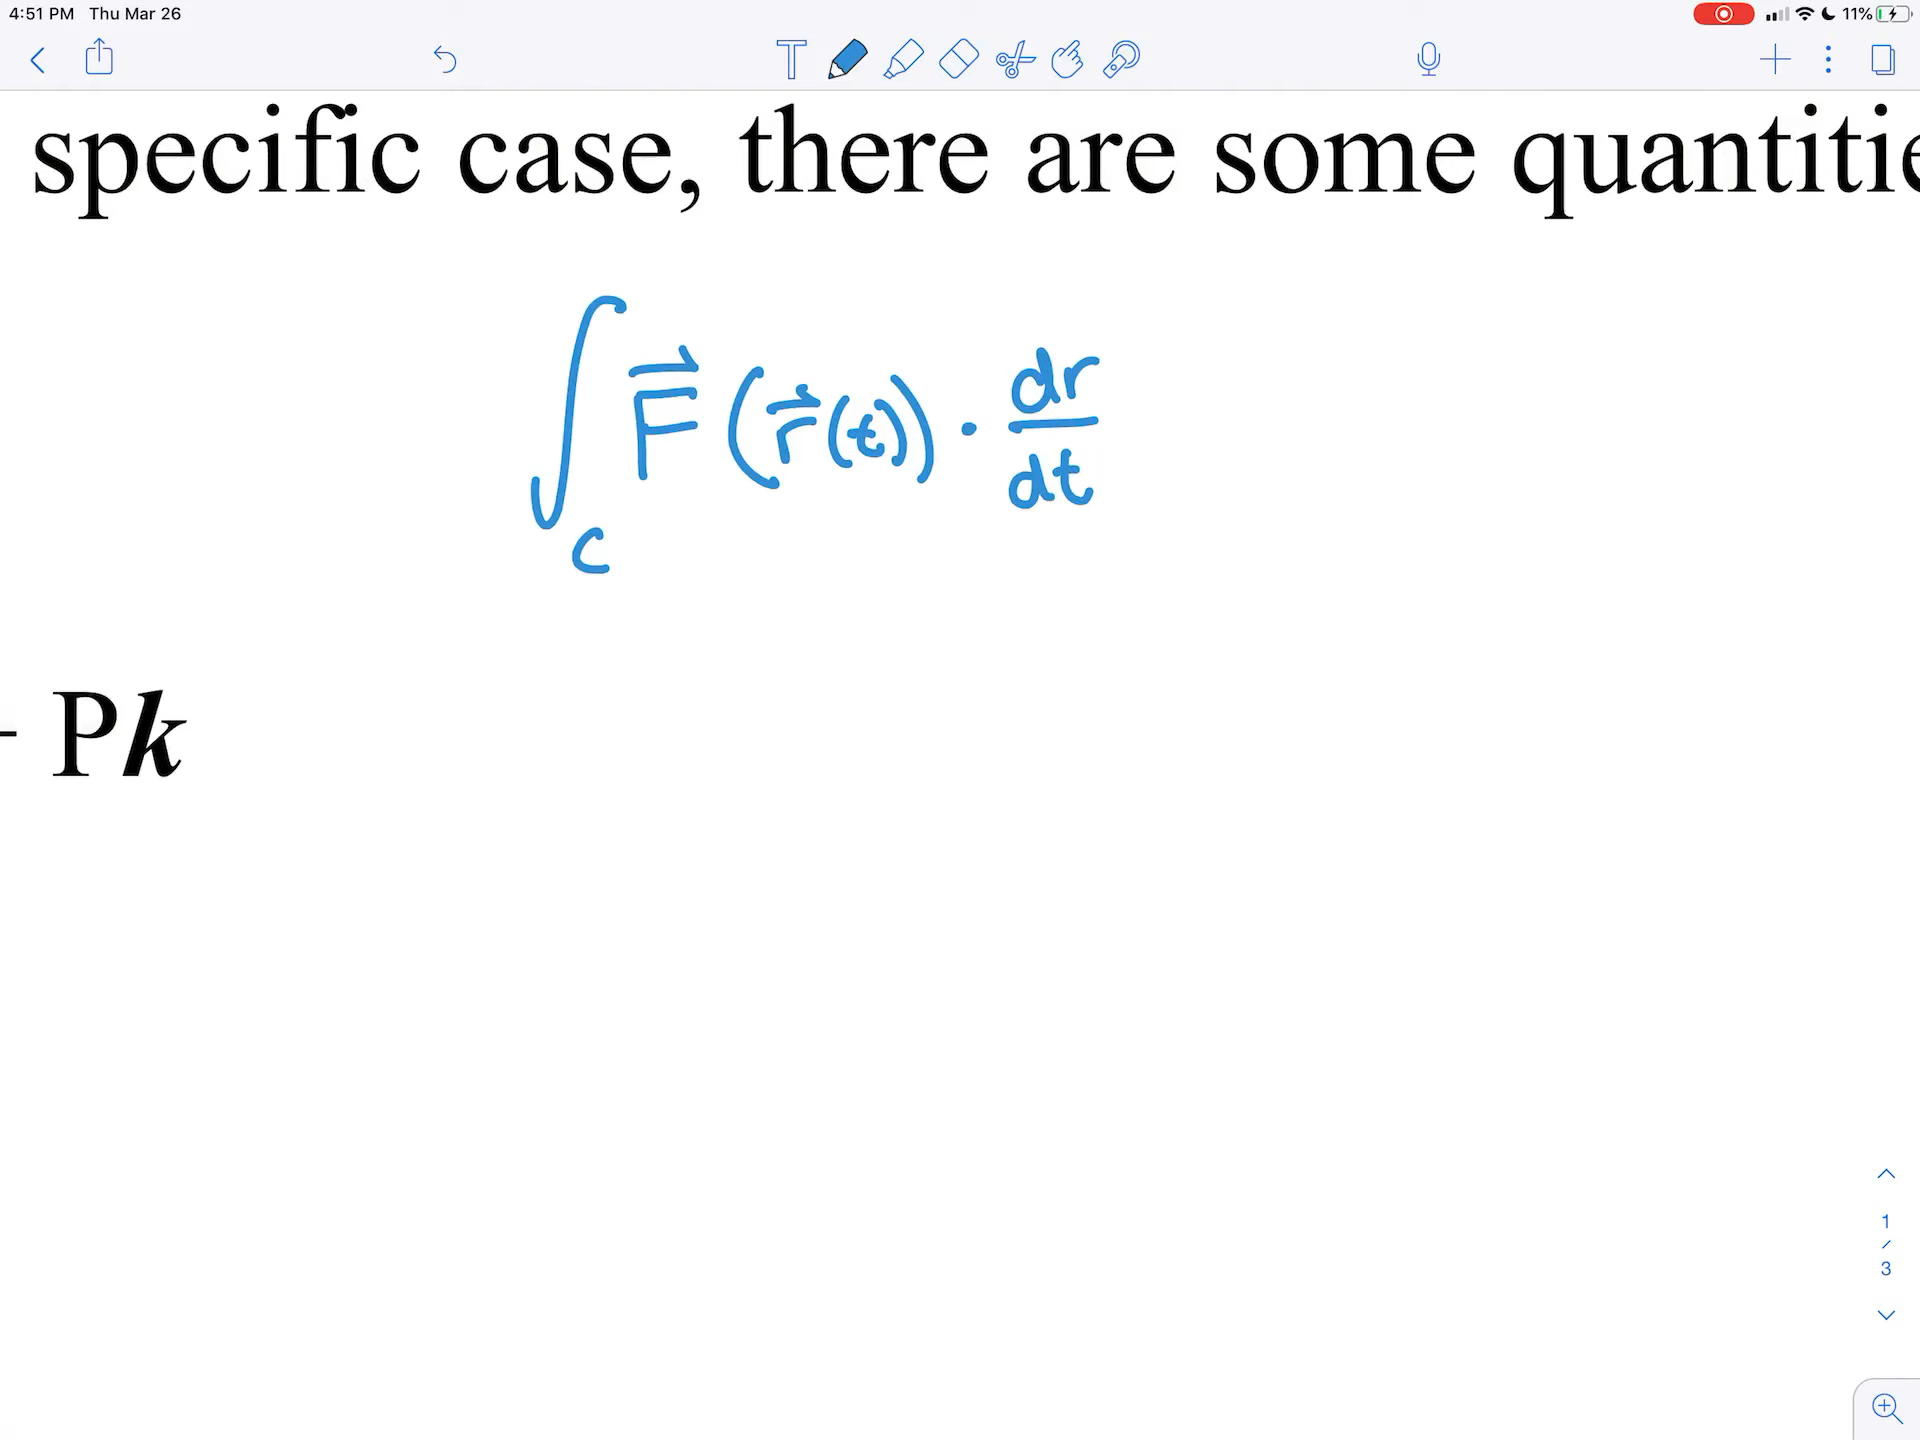 4:51 PM Thu Mar 26 11%
T
specific case, there are some quantitie
∫_C F⃗(r⃗(t)) · dr/dt
- Pk
1
/
3